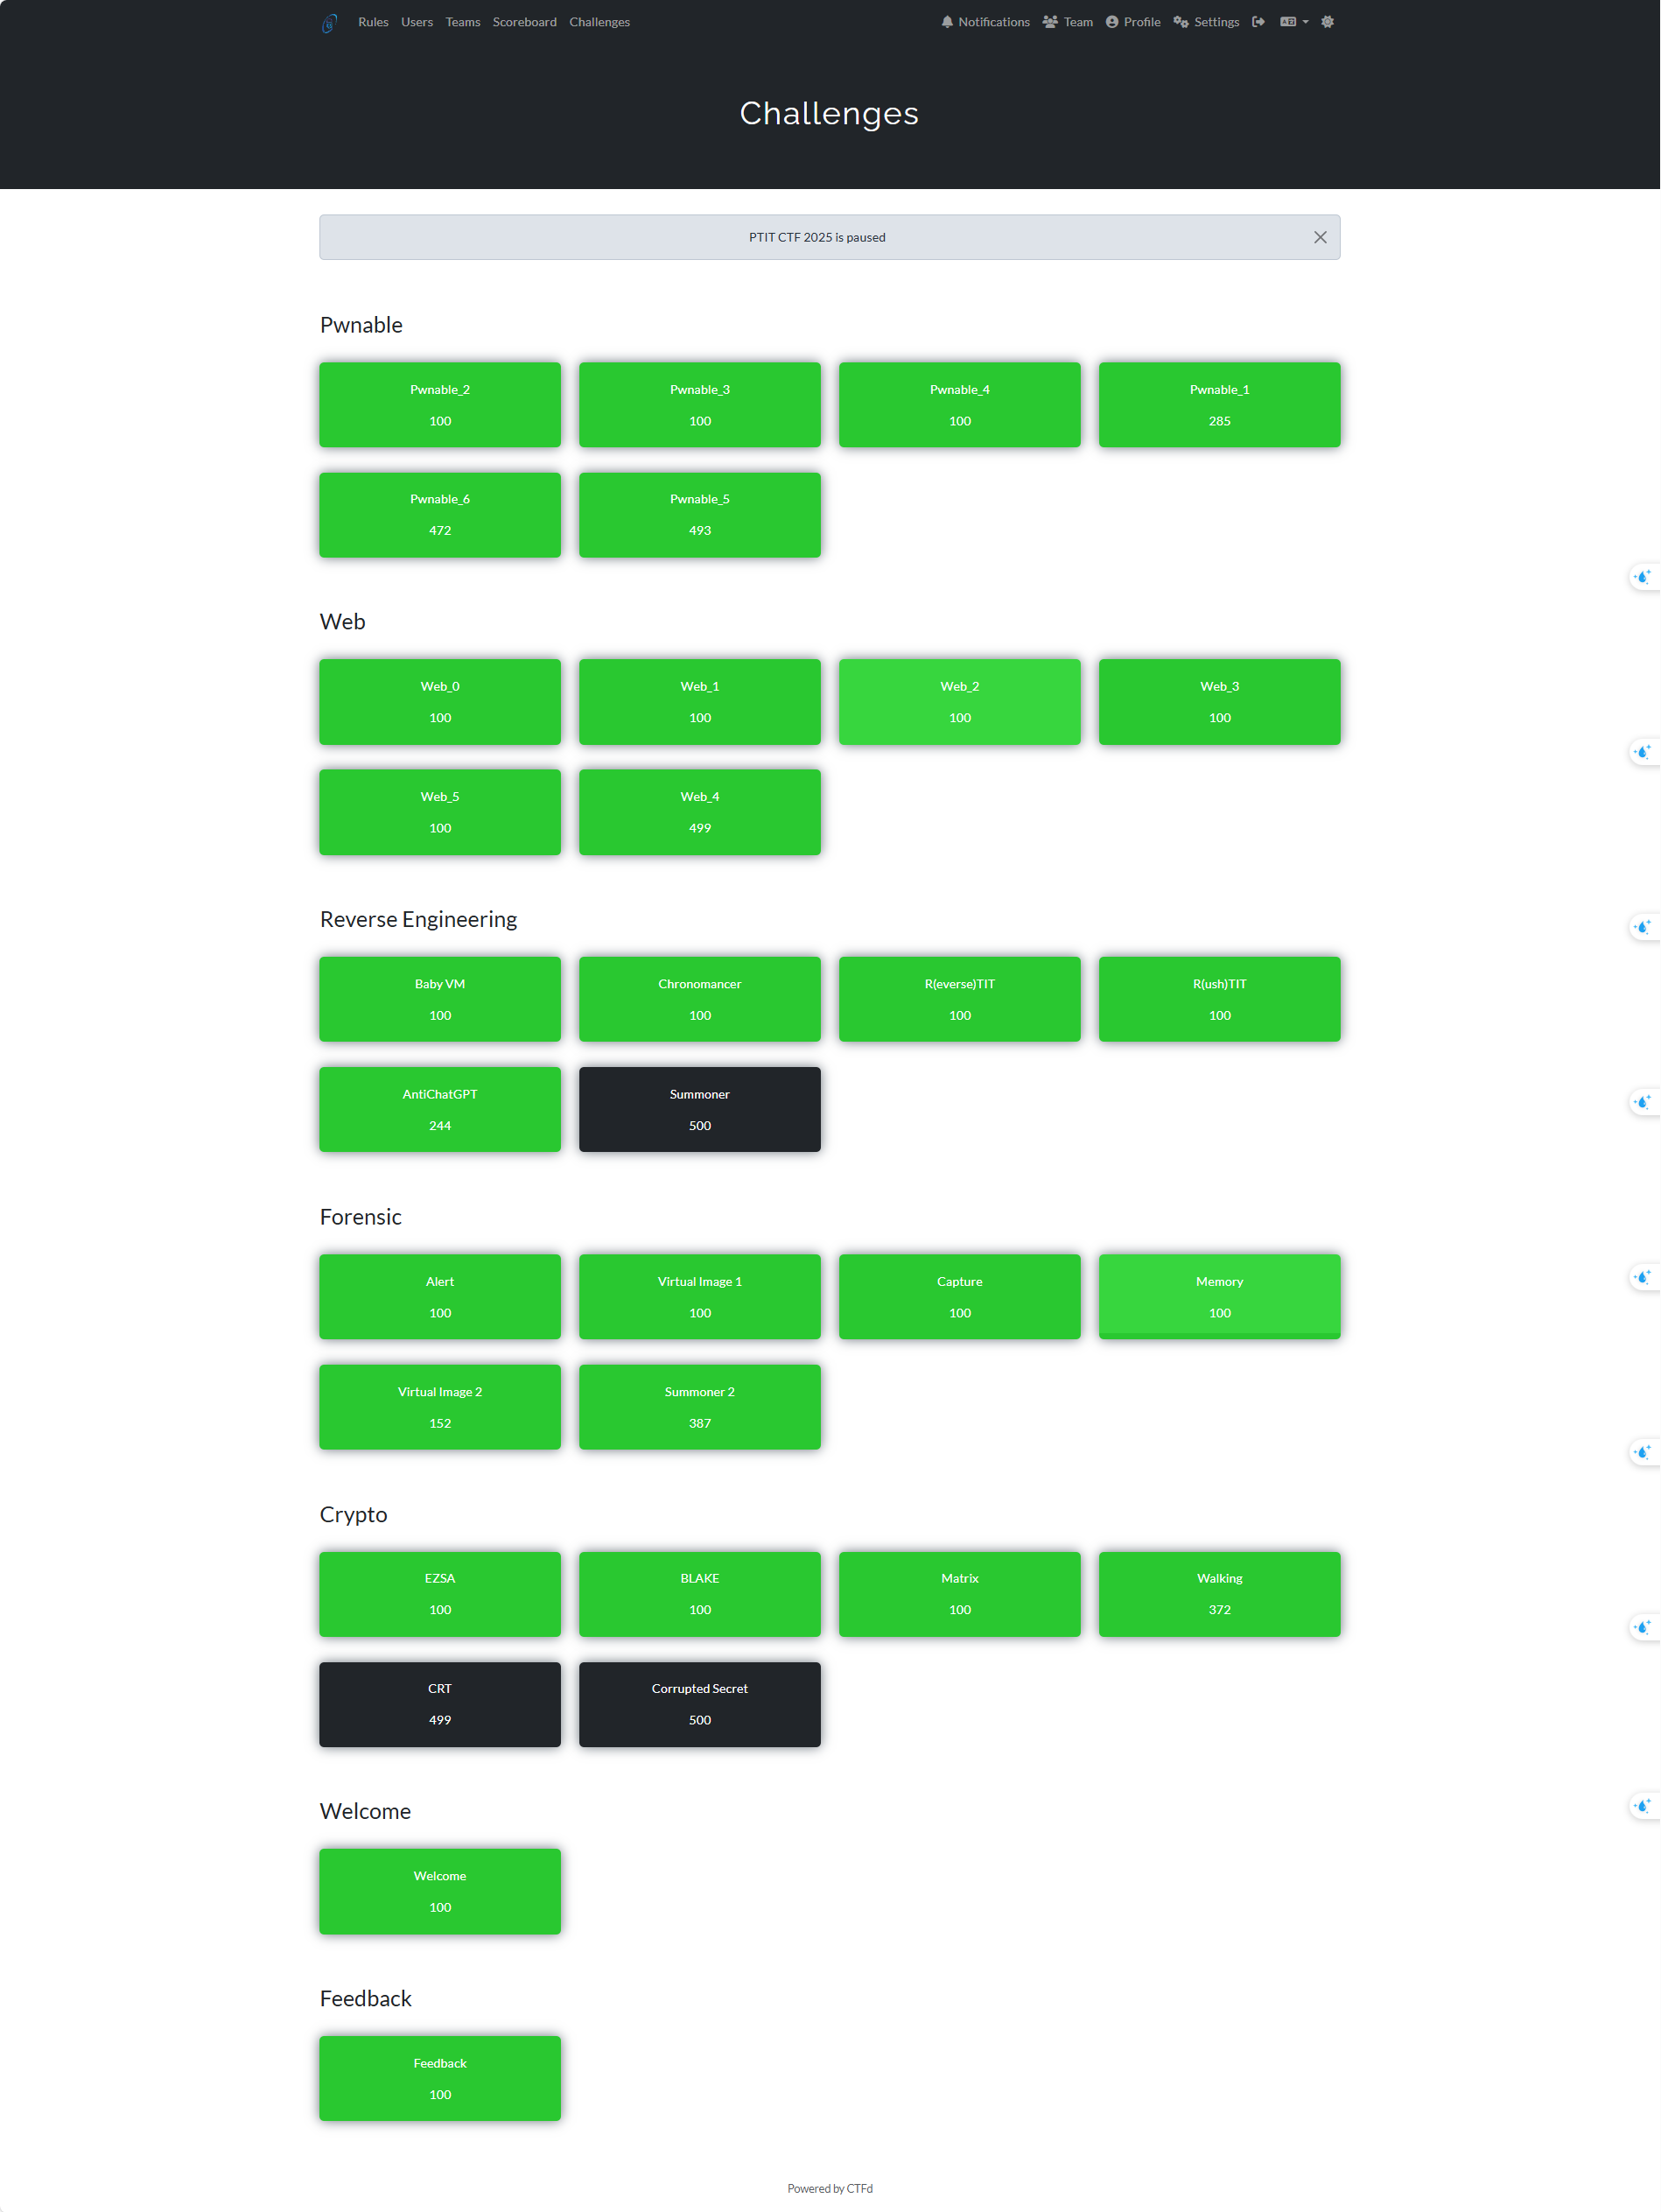 Rules Users Teams Scoreboard Challenges Notifications Team Profile Settings
Challenges
PTIT CTF 2025 is paused
Pwnable
Pwnable_2 Pwnable_3 Pwnable_4 Pwnable_1
100 100 100 285
Pwnable_6 Pwnable_5
472 493
Web
Web_0 Web_1 Web_2 Web_3
100 100 100 100
Web_5 Web_4
100 499
Reverse Engineering
Baby VM Chronomancer R(everse)TIT R(ush)TIT
100 100 100 100
AntiChatGPT Summoner
244 500
Forensic
Alert Virtual Image 1 Capture Memory
100 100 100 100
Virtual Image 2 Summoner 2
152 387
Crypto
EZSA BLAKE Matrix Walking
100 100 100 372
CRT Corrupted Secret
499 500
Welcome
Welcome
100
Feedback
Feedback
100
Powered by CTFd